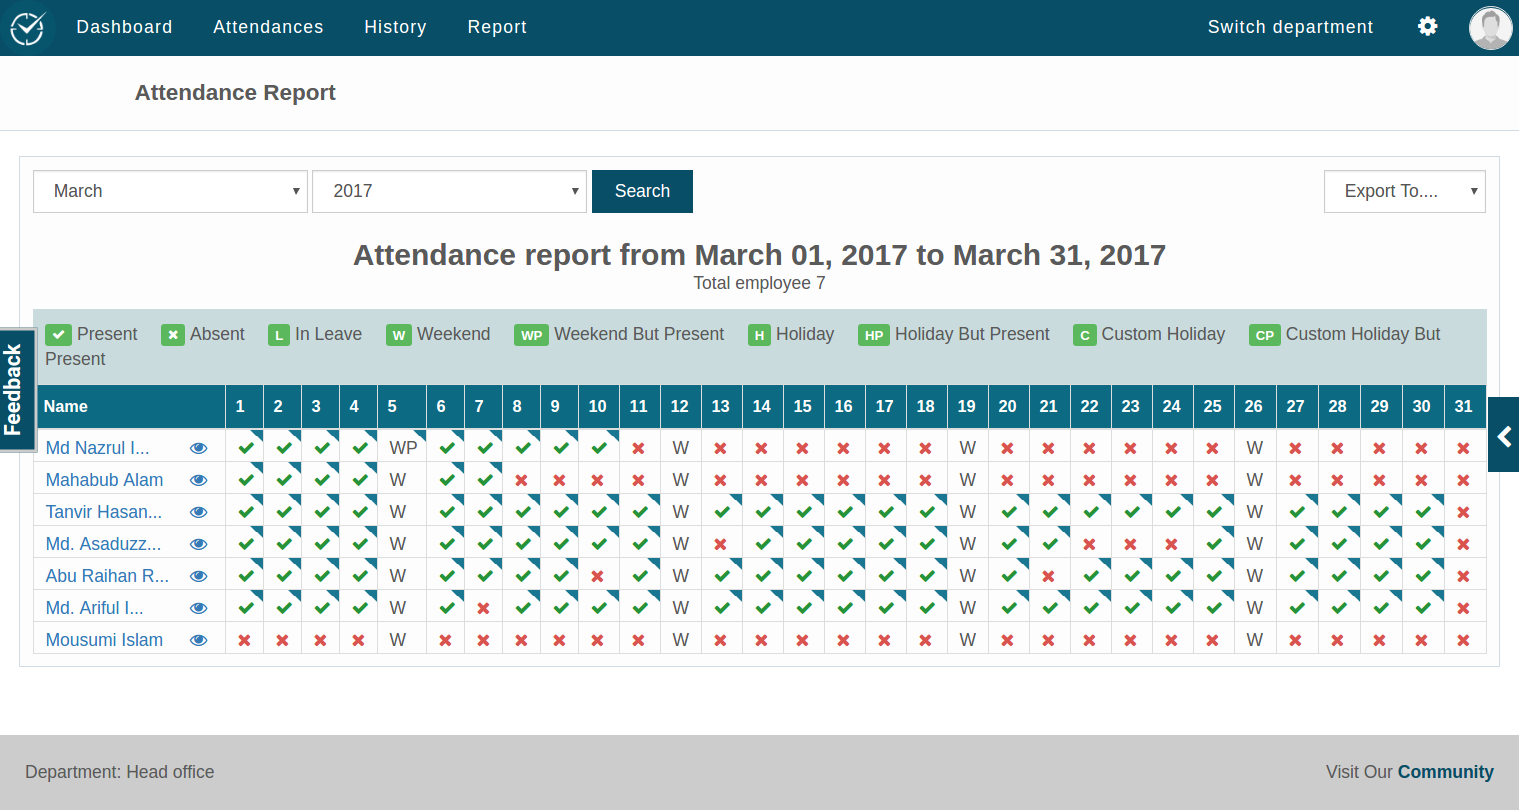 Dashboard Attendances History Report Switch department
Attendance Report
March 2017 Search Export To....
Attendance report from March 01, 2017 to March 31, 2017
Total employee 7
Present Absent L In Leave W Weekend WP Weekend But Present H Holiday HP Holiday But Present C Custom Holiday CP Custom Holiday But
Present
Feedback
Name 1 2 3 4 5 6 7 8 9 10 11 12 13 14 15 16 17 18 19 20 21 22 23 24 25 26 27 28 29 30 31
Md Nazrul I... WP W W W
Mahabub Alam W W W W
Tanvir Hasan... W W W W
Md. Asaduzz... W W W W
Abu Raihan R... W W W W
Md. Ariful I... W W W W
Mousumi Islam W W W W
Department: Head office Visit Our Community